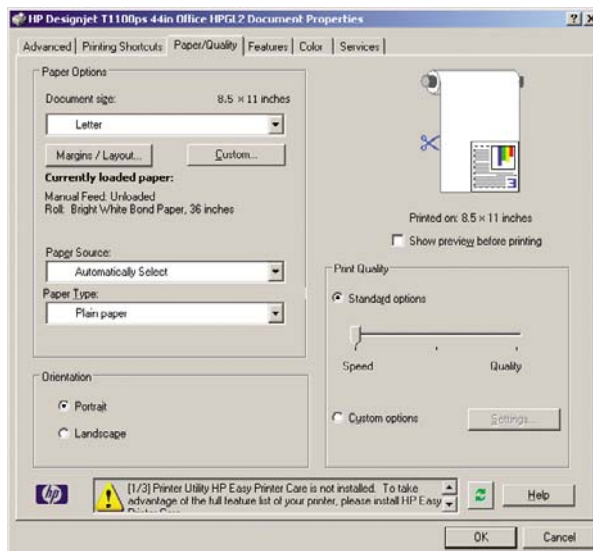 HP Designjet T1100ps 44in Office HPGL2 Document Properties
Advanced Printing Shortcuts Paper/Quality Features Color Services
Paper Options
Document size: 8.5 × 11 inches
Letter
Margins / Layout... Custom...
Currently loaded paper:
Manual Feed: Unloaded
Roll: Bright White Bond Paper, 36 inches
Paper Source:
Automatically Select
Paper Type:
Plain paper
Orientation
Portrait
Landscape
3
Printed on: 8.5 × 11 inches
Show preview before printing
Print Quality
Standard options
Speed Quality
Custom options Settings...
hp
[1/3] Printer Utility HP Easy Printer Care is not installed. To take
advantage of the full feature list of your printer, please install HP Easy
Printer Care
Help
OK Cancel